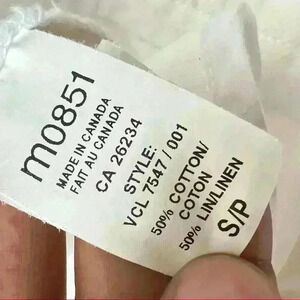 m0851
MADE IN CANADA
FAIT AU CANADA
CA 26234
STYLE:
VCL 7547 / 001
50% COTTON/
COTON
50% LIN/LINEN
S/P